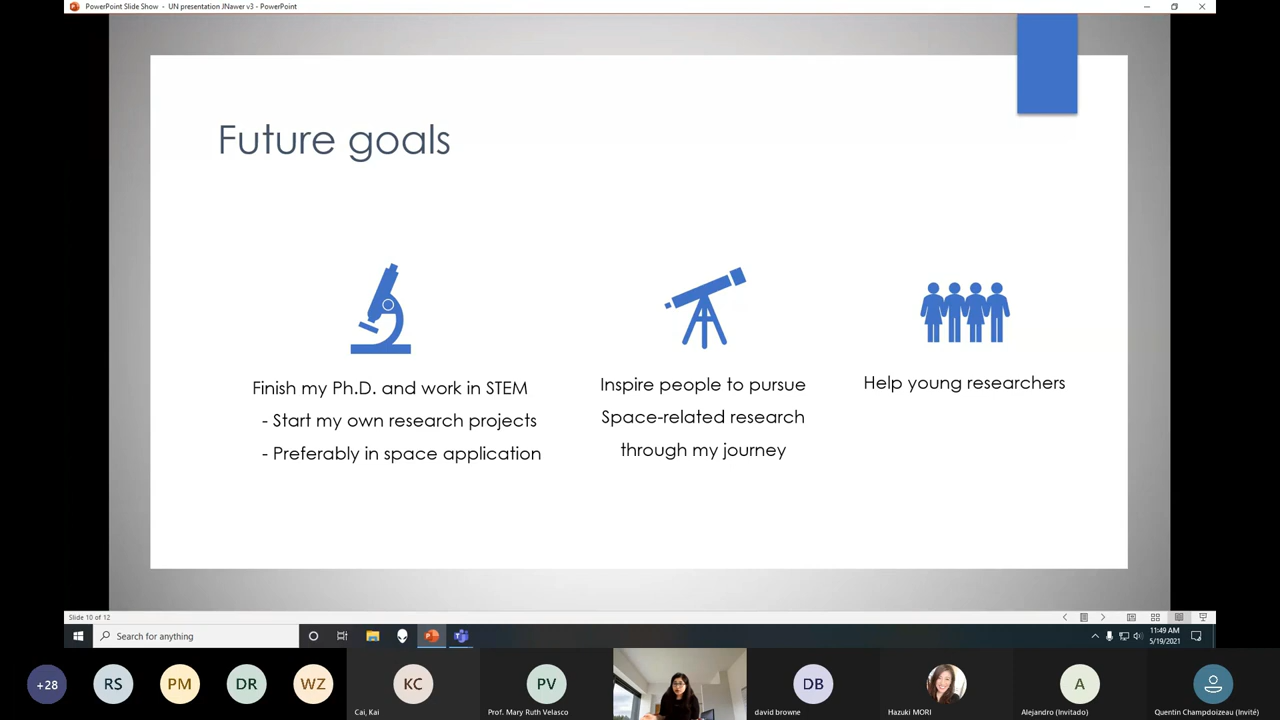 PowerPoint Slide Show - UN presentation JNawer v3 - PowerPoint
Future goals
Finish my Ph.D. and work in STEM
- Start my own research projects
- Preferably in space application
Inspire people to pursue
Space-related research
through my journey
Help young researchers
Slide 10 of 12
Search for anything
11:49 AM
5/19/2021
+28
RS
PM
DR
WZ
KC
Cai, Kai
PV
Prof. Mary Ruth Velasco
DB
david browne
Hazuki MORI
A
Alejandro (Invitado)
Quentin Champdoizeau (Invité)